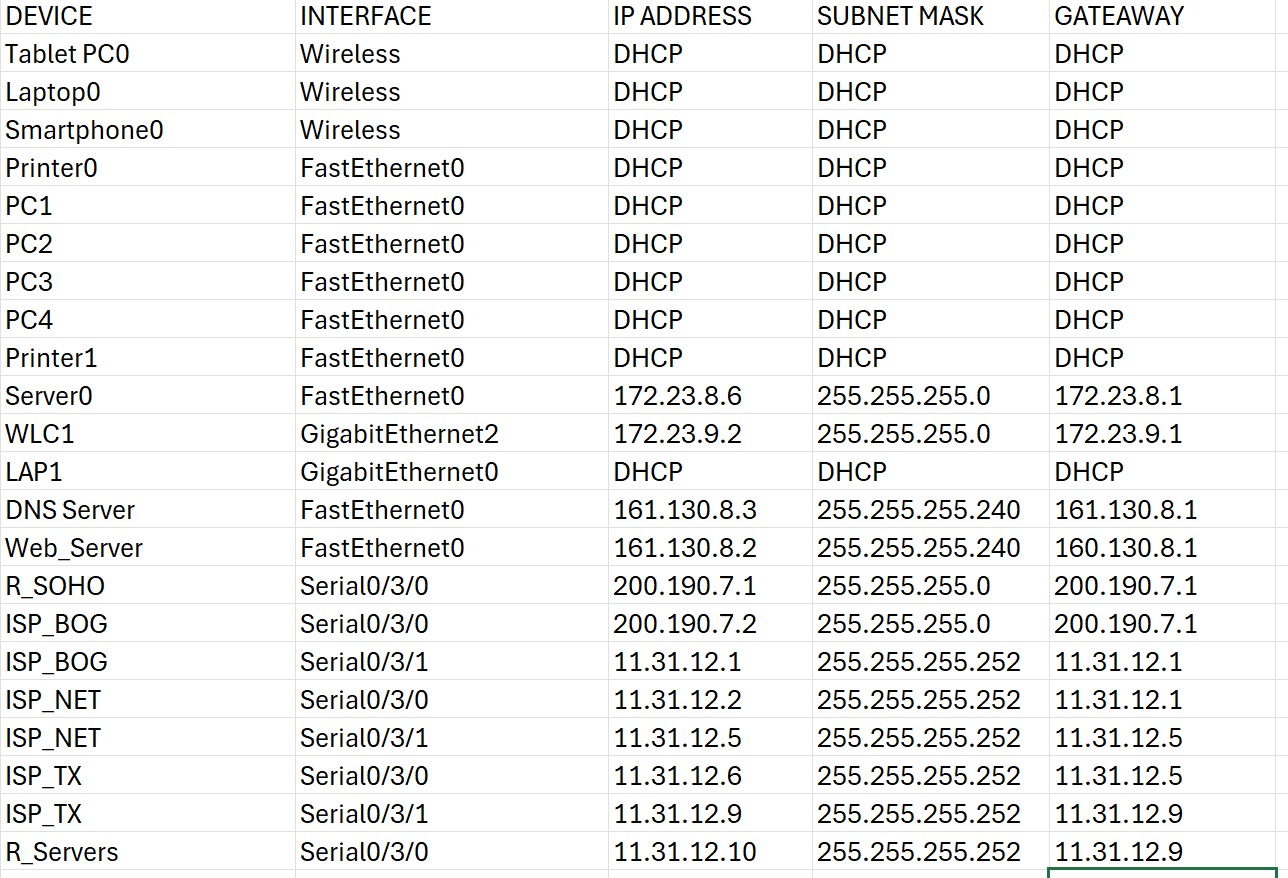 DEVICE INTERFACE IP ADDRESS SUBNET MASK GATEAWAY
Tablet PC0 Wireless DHCP DHCP DHCP
Laptop0 Wireless DHCP DHCP DHCP
Smartphone0 Wireless DHCP DHCP DHCP
Printer0 FastEthernet0 DHCP DHCP DHCP
PC1 FastEthernet0 DHCP DHCP DHCP
PC2 FastEthernet0 DHCP DHCP DHCP
PC3 FastEthernet0 DHCP DHCP DHCP
PC4 FastEthernet0 DHCP DHCP DHCP
Printer1 FastEthernet0 DHCP DHCP DHCP
Server0 FastEthernet0 172.23.8.6 255.255.255.0 172.23.8.1
WLC1 GigabitEthernet2 172.23.9.2 255.255.255.0 172.23.9.1
LAP1 GigabitEthernet0 DHCP DHCP DHCP
DNS Server FastEthernet0 161.130.8.3 255.255.255.240 161.130.8.1
Web_Server FastEthernet0 161.130.8.2 255.255.255.240 160.130.8.1
R_SOHO Serial0/3/0 200.190.7.1 255.255.255.0 200.190.7.1
ISP_BOG Serial0/3/0 200.190.7.2 255.255.255.0 200.190.7.1
ISP_BOG Serial0/3/1 11.31.12.1 255.255.255.252 11.31.12.1
ISP_NET Serial0/3/0 11.31.12.2 255.255.255.252 11.31.12.1
ISP_NET Serial0/3/1 11.31.12.5 255.255.255.252 11.31.12.5
ISP_TX Serial0/3/0 11.31.12.6 255.255.255.252 11.31.12.5
ISP_TX Serial0/3/1 11.31.12.9 255.255.255.252 11.31.12.9
R_Servers Serial0/3/0 11.31.12.10 255.255.255.252 11.31.12.9